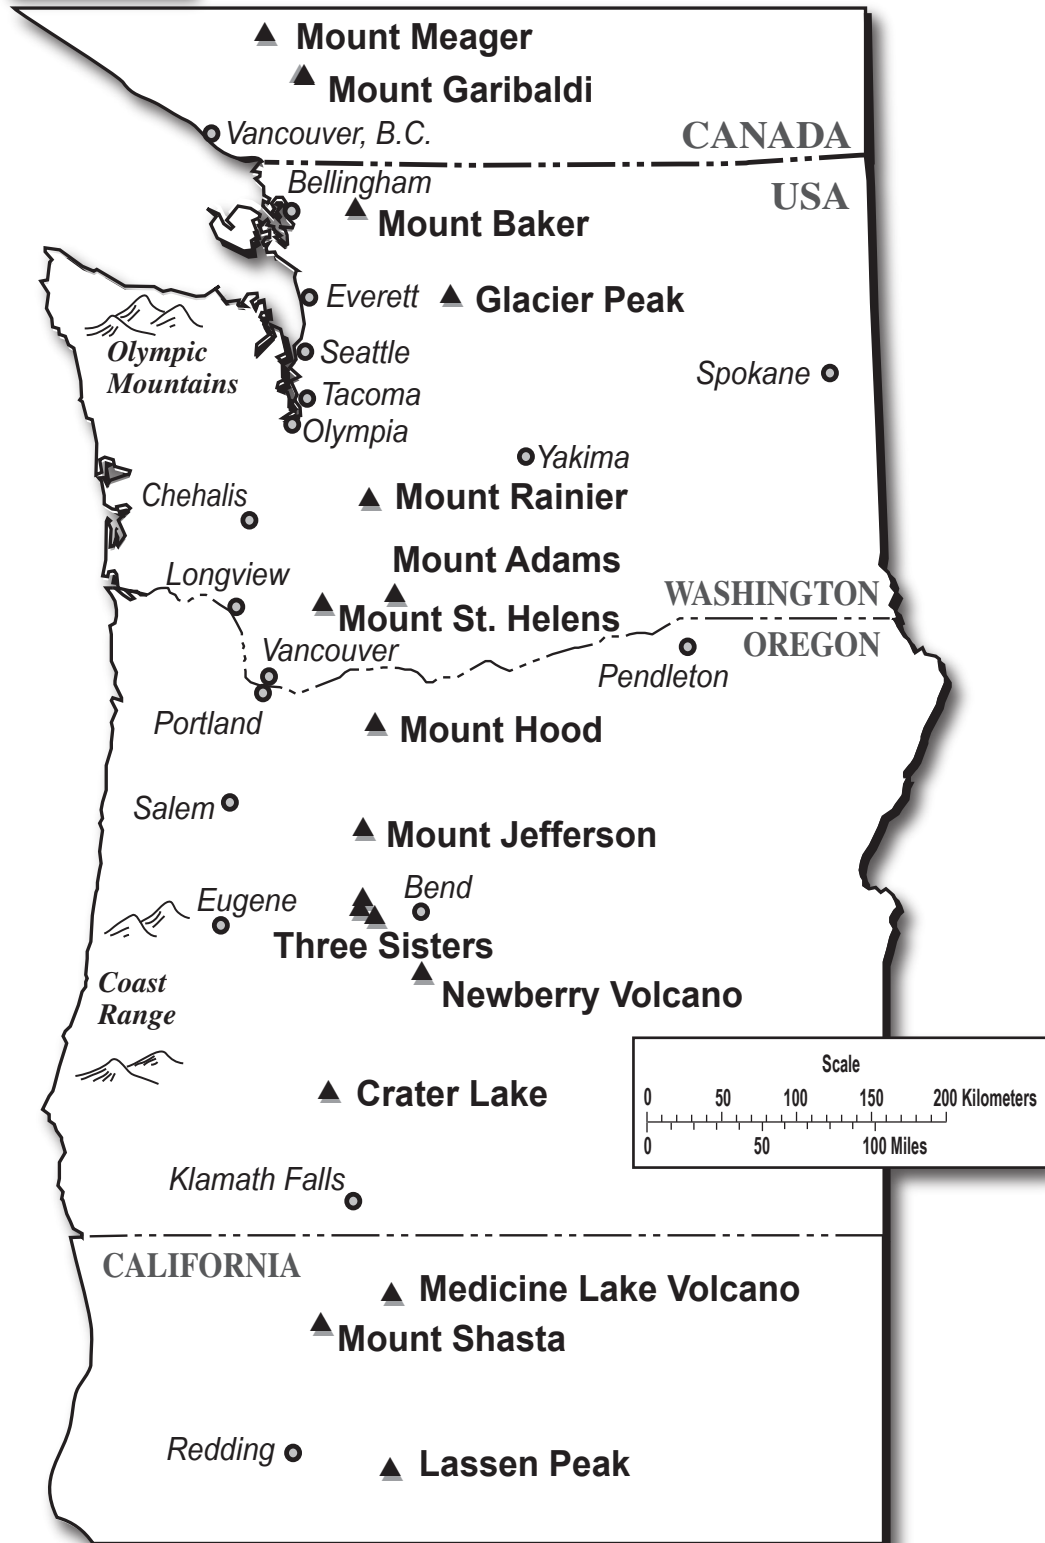 Mount Meager
Mount Garibaldi
Vancouver, B.C.
CANADA
USA
Bellingham
Mount Baker
Everett
Glacier Peak
Olympic
Mountains
Seattle
Spokane
Tacoma
Olympia
Yakima
Chehalis
Mount Rainier
Mount Adams
Longview
WASHINGTON
Mount St. Helens
OREGON
Vancouver
Pendleton
Portland
Mount Hood
Salem
Mount Jefferson
Bend
Eugene
Three Sisters
Coast
Range
Newberry Volcano
Scale
0 50 100 150 200 Kilometers
0 50 100 Miles
Crater Lake
Klamath Falls
CALIFORNIA
Medicine Lake Volcano
Mount Shasta
Redding
Lassen Peak